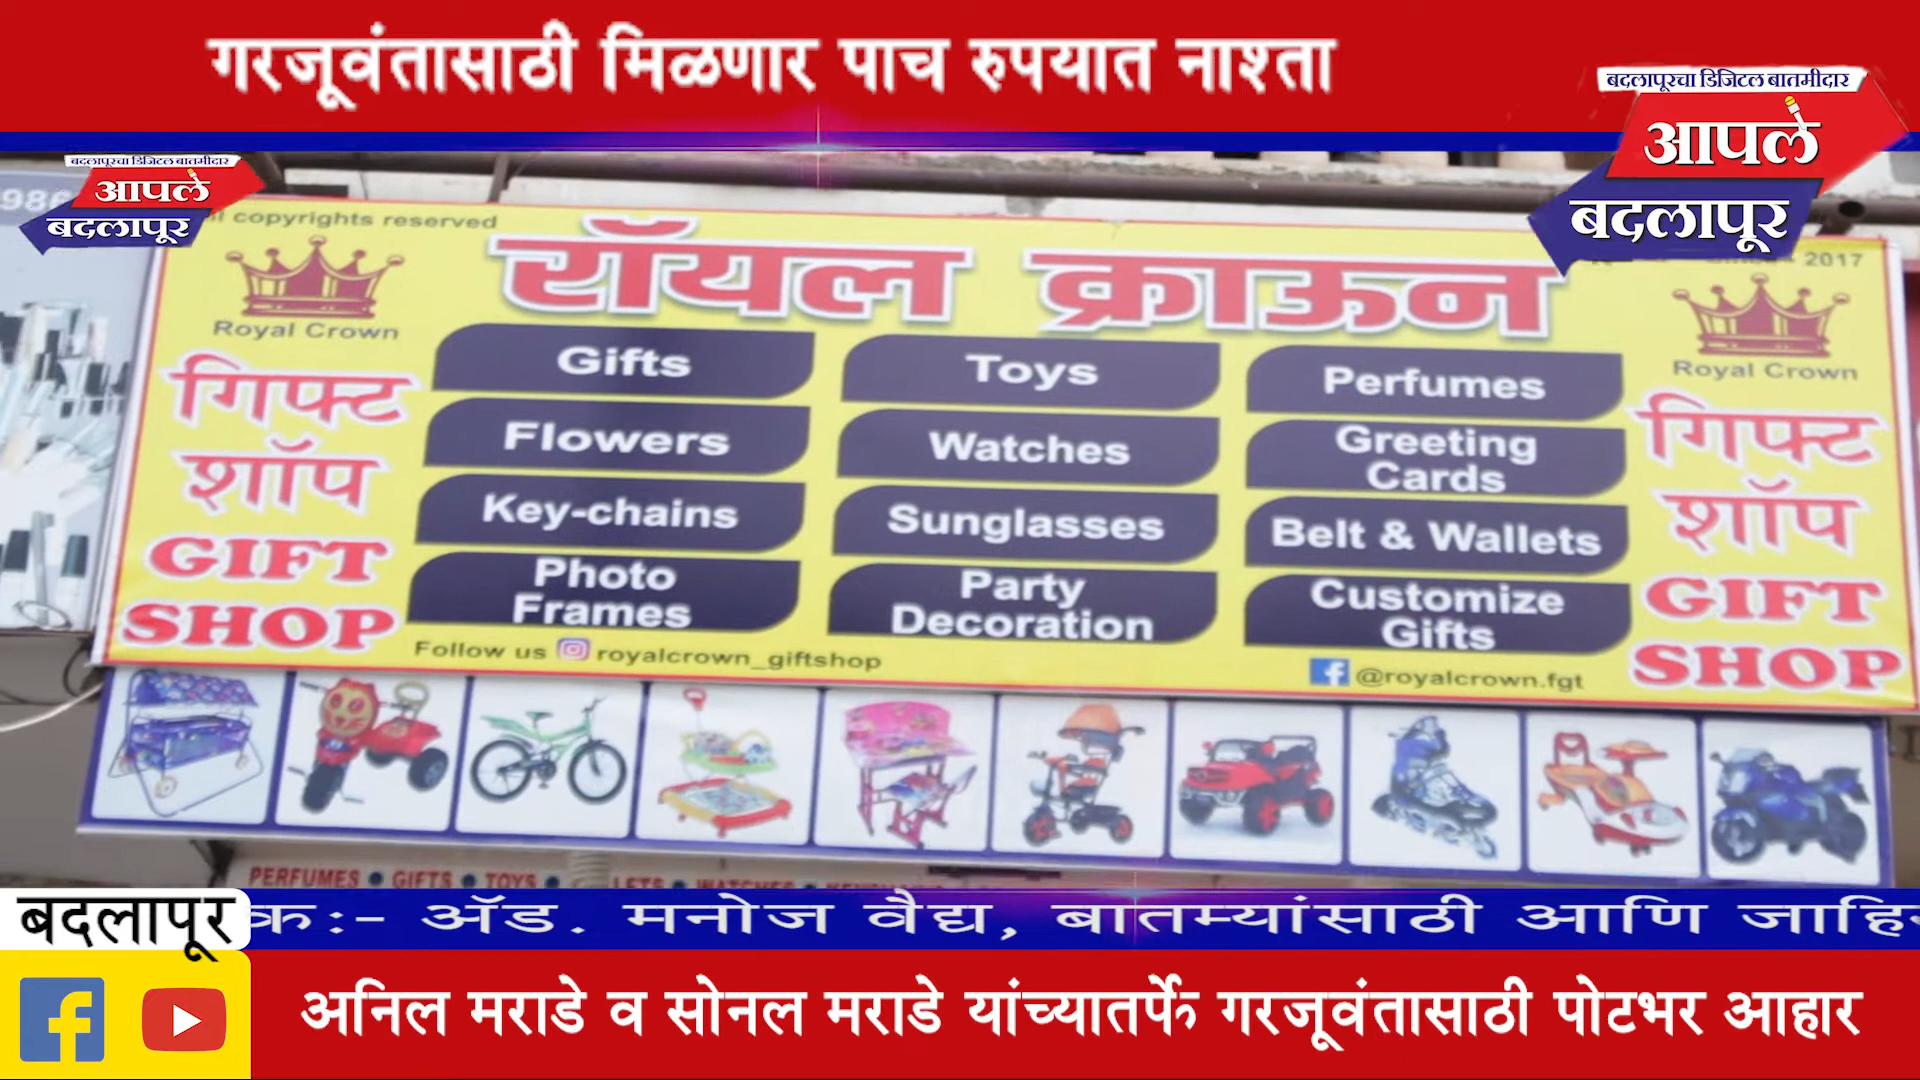 गरजूवंतासाठी मिळणार पाच रुपयात नाश्ता
बदलापूरचा डिजिटल बातमीदार
आपले
बदलापूर
बदलापूरचा डिजिटल बातमीदार
आपले
बदलापूर
copyrights reserved
2017
रॉयल क्राऊन
Royal Crown
Royal Crown
गिफ्ट
शॉप
GIFT
SHOP
Gifts
Toys
Perfumes
Flowers
Watches
Greeting
Cards
Key-chains
Sunglasses
Belt & Wallets
Photo
Frames
Party
Decoration
Customize
Gifts
गिफ्ट
शॉप
GIFT
SHOP
Follow us royalcrown_giftshop
@royalcrown.fgt
PERFUMES • GIFTS • TOYS •
बदलापूर
कः- ॲड. मनोज वैद्य, बातम्यांसाठी आणि
अनिल मराडे व सोनल मराडे यांच्यातर्फे गरजूवंतासाठी पोटभर आहार